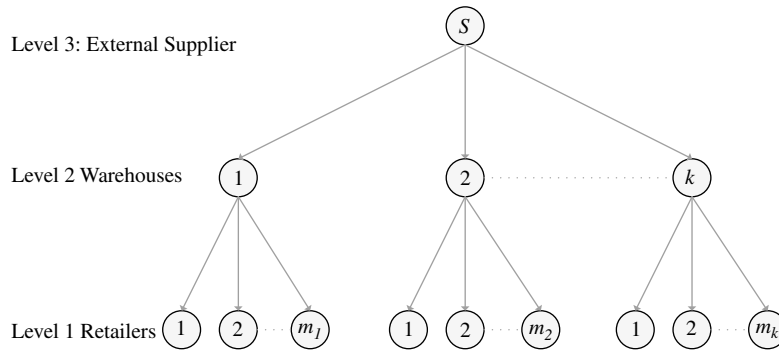 S
Level 3: External Supplier
Level 2 Warehouses 1 2 k
Level 1 Retailers 1 2 m1 1 2 m2 1 2 mk